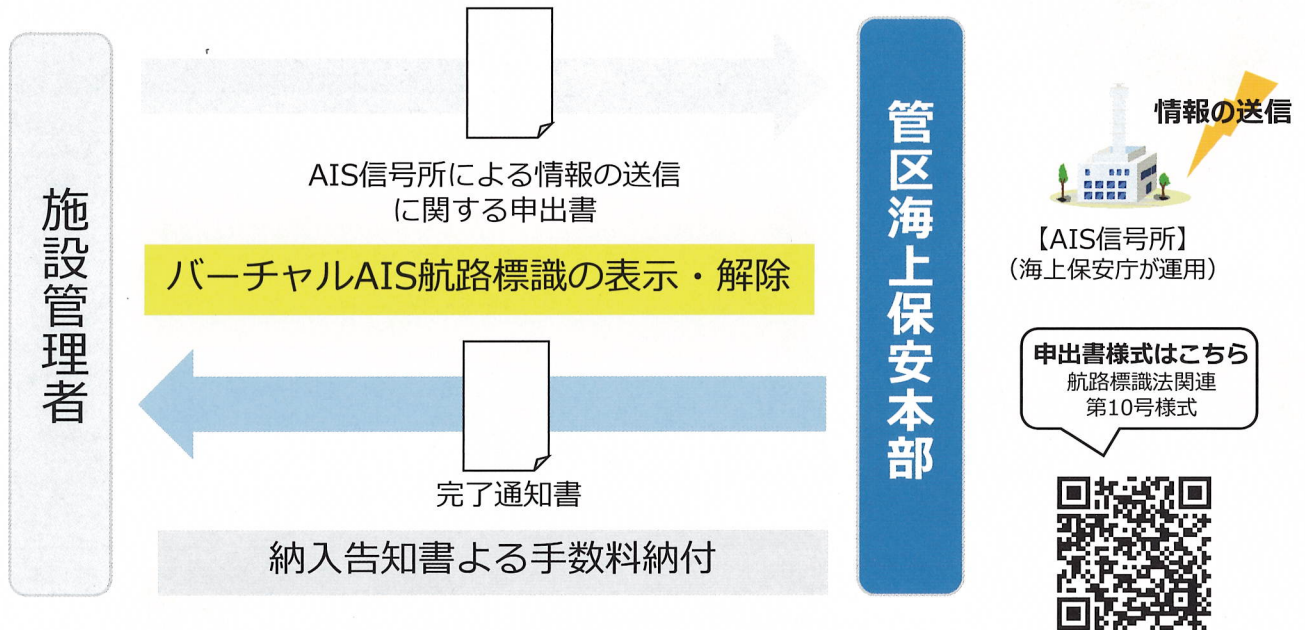 施設管理者
AIS信号所による情報の送信
に関する申出書
バーチャルAIS航路標識の表示・解除
完了通知書
納入告知書よる手数料納付
管区海上保安本部
情報の送信
【AIS信号所】
（海上保安庁が運用）
申出書様式はこちら
航路標識法関連
第10号様式